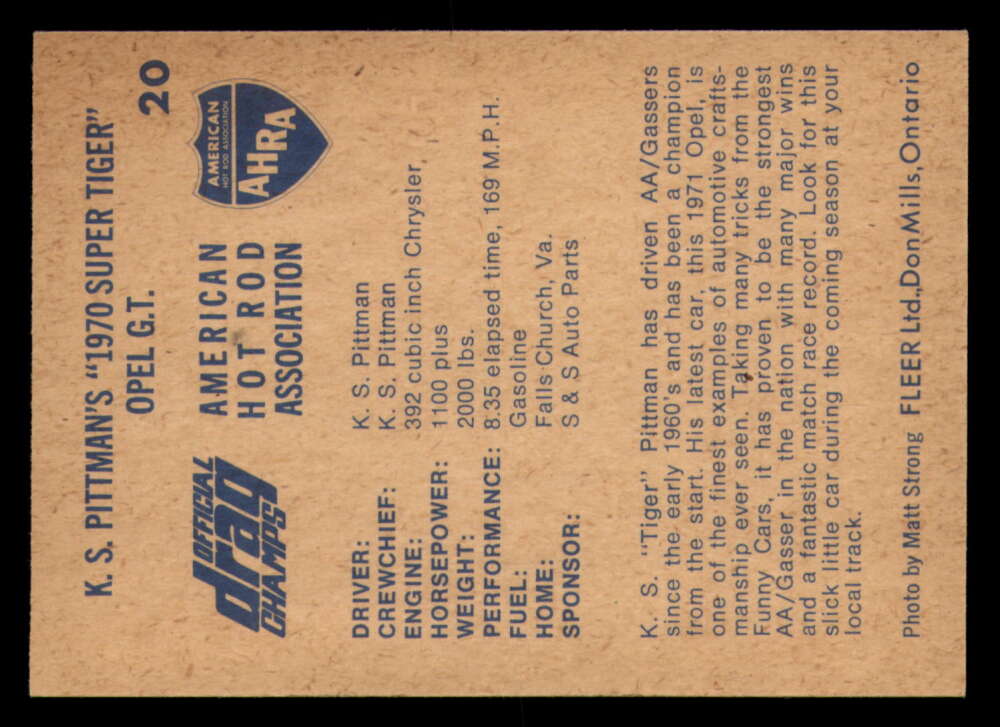 K. S. PITTMAN'S "1970 SUPER TIGER"
OPEL G.T.
20
OFFICIAL
drag
CHAMPS
AMERICAN
HOT ROD
ASSOCIATION
AMERICAN
HOT ROD ASSOCIATION
AHRA
DRIVER: K. S. Pittman
CREWCHIEF: K. S. Pittman
ENGINE: 392 cubic inch Chrysler,
HORSEPOWER: 1100 plus
WEIGHT: 2000 lbs.
PERFORMANCE: 8.35 elapsed time, 169 M.P.H.
FUEL: Gasoline
HOME: Falls Church, Va.
SPONSOR: S & S Auto Parts
K. S. "Tiger" Pittman has driven AA/Gassers
since the early 1960's and has been a champion
from the start. His latest car, this 1971 Opel, is
one of the finest examples of automotive crafts-
manship ever seen. Taking many tricks from the
Funny Cars, it has proven to be the strongest
AA/Gasser in the nation with many major wins
and a fantastic match race record. Look for this
slick little car during the coming season at your
local track.
Photo by Matt Strong FLEER Ltd., Don Mills, Ontario